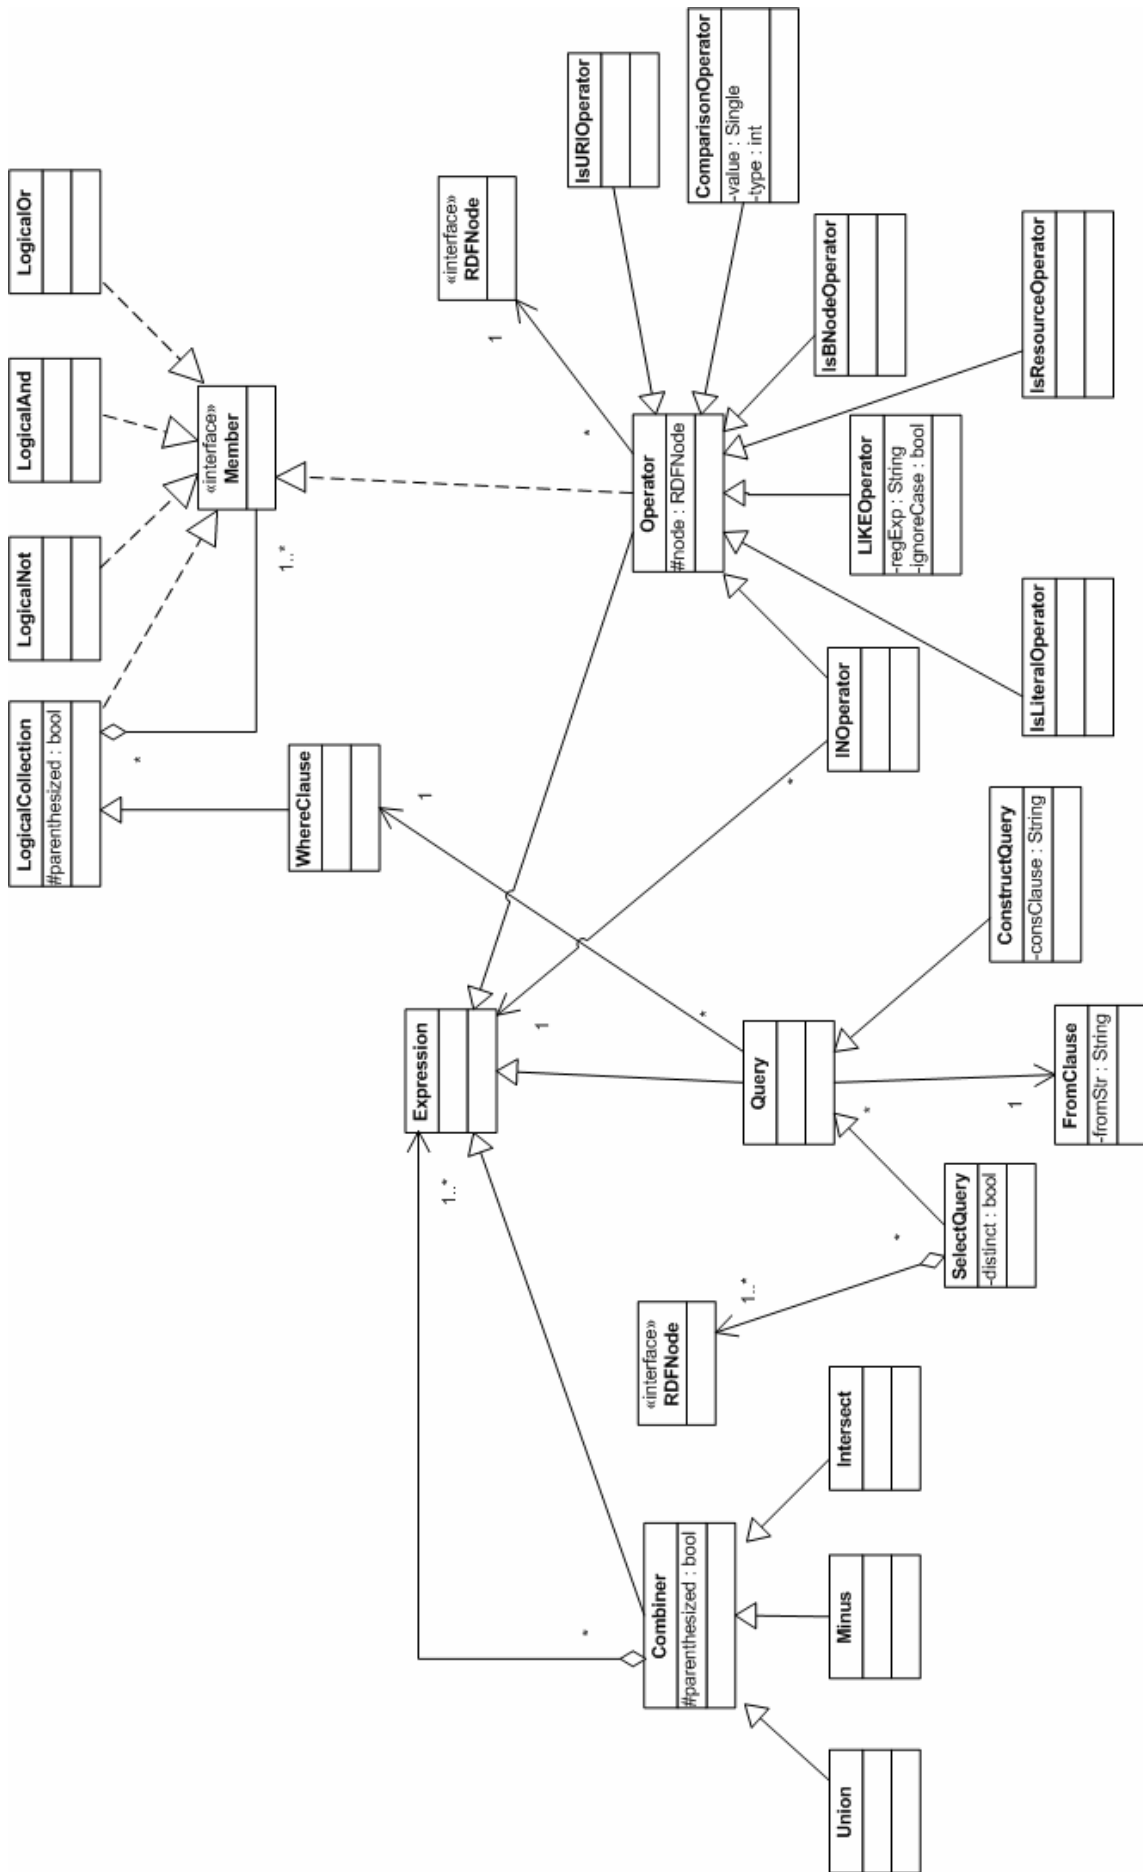 LogicalCollection
#parenthesized : bool
LogicalNot
LogicalAnd
LogicalOr
*
«interface»
Member
1..*
WhereClause
1
Expression
1..*
1
«interface»
RDFNode
1
*
IsURIOperator
ComparisonOperator
-value : Single
-type : int
Operator
#node : RDFNode
«interface»
RDFNode
1..*
Combiner
#parenthesized : bool
*
Query
*
*
INOperator
*
LIKEOperator
-regExp : String
-ignoreCase : bool
IsBNodeOperator
Union
Minus
Intersect
SelectQuery
-distinct : bool
*
FromClause
-fromStr : String
1
ConstructQuery
-consClause : String
IsLiteralOperator
IsResourceOperator